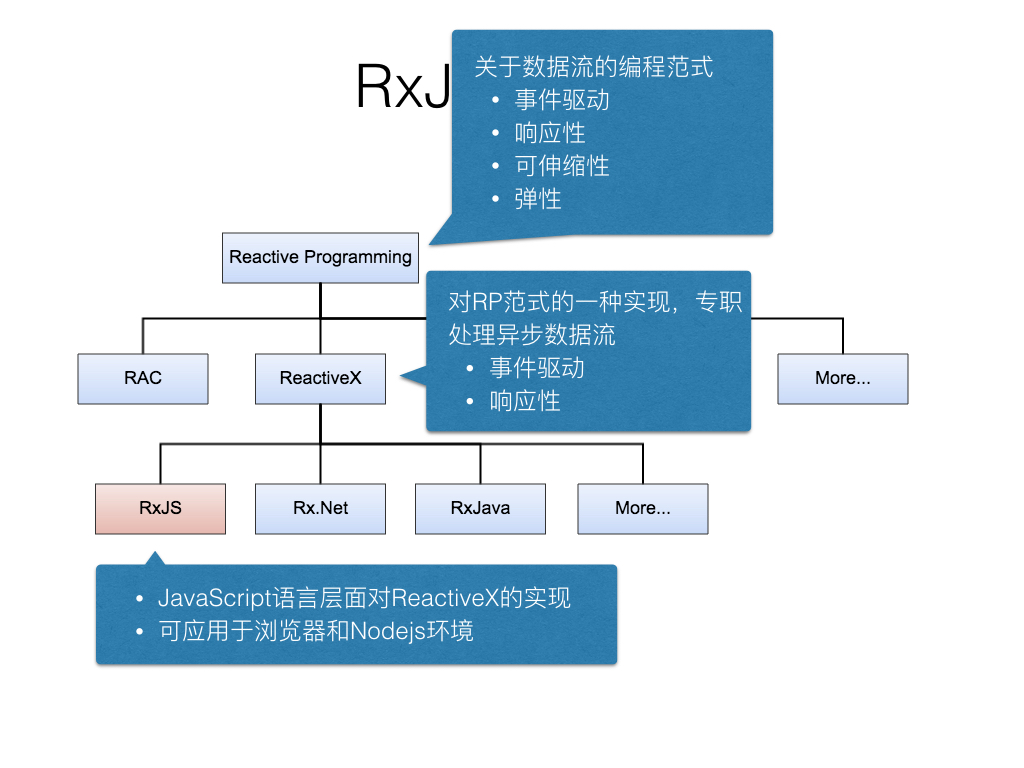 RxJ
关于数据流的编程范式
• 事件驱动
• 响应性
• 可伸缩性
• 弹性
Reactive Programming
对RP范式的一种实现，专职
处理异步数据流
• 事件驱动
• 响应性
RAC
ReactiveX
More...
RxJS
Rx.Net
RxJava
More...
• JavaScript语言层面对ReactiveX的实现
• 可应用于浏览器和Nodejs环境